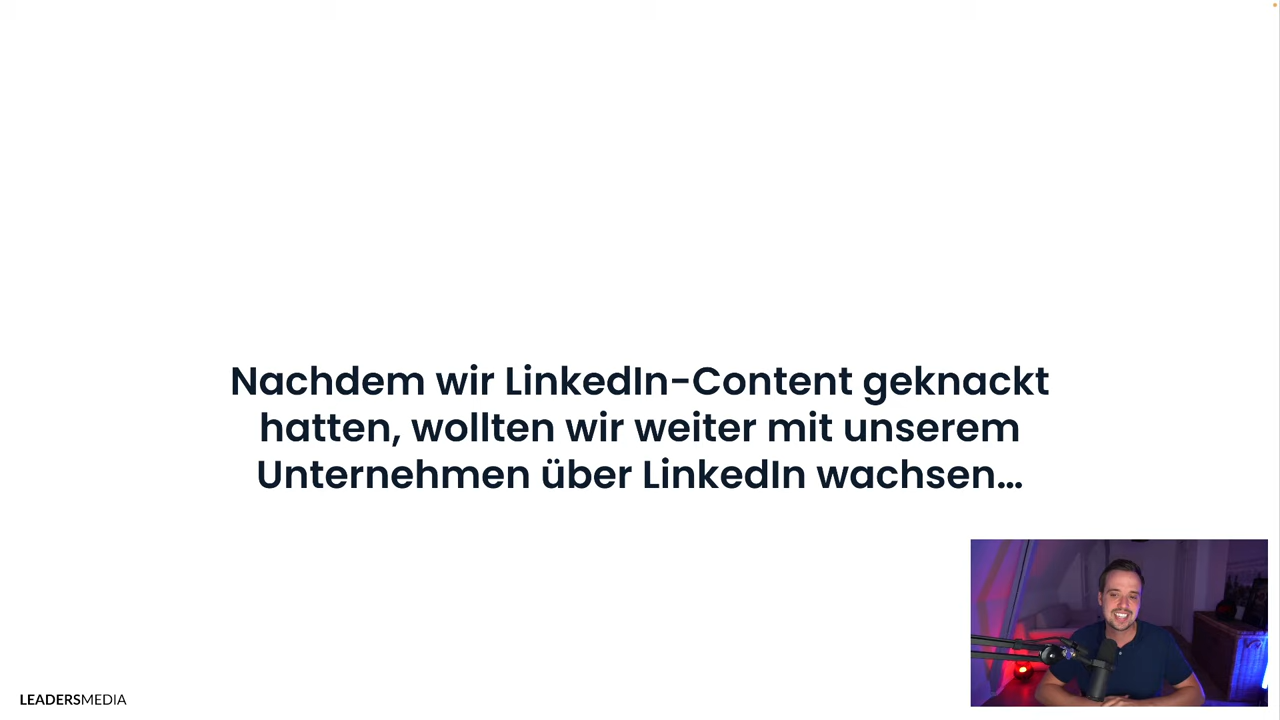 Nachdem wir LinkedIn-Content geknackt
hatten, wollten wir weiter mit unserem
Unternehmen über LinkedIn wachsen…
LEADERSMEDIA